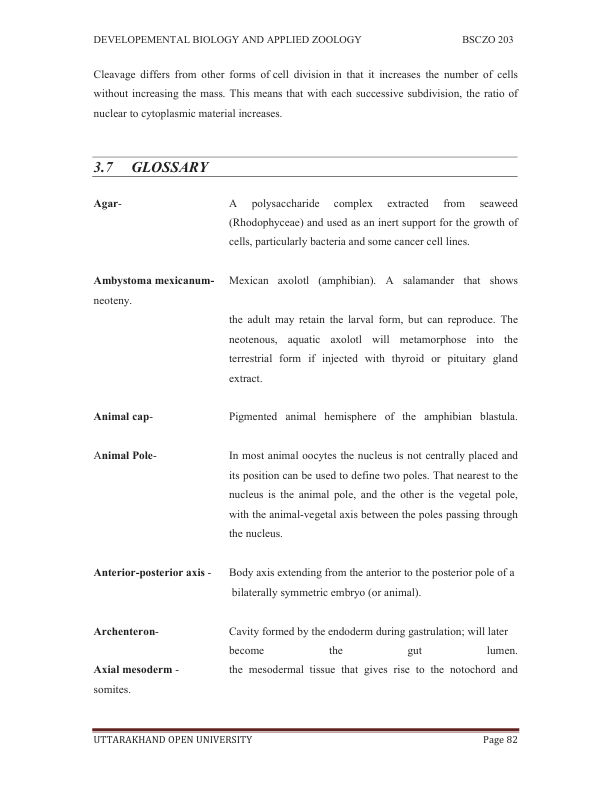 DEVELOPEMENTAL BIOLOGY AND APPLIED ZOOLOGY BSCZO 203
Cleavage differs from other forms of cell division in that it increases the number of cells
without increasing the mass. This means that with each successive subdivision, the ratio of
nuclear to cytoplasmic material increases.
3.7 GLOSSARY
Agar- A polysaccharide complex extracted from seaweed
(Rhodophyceae) and used as an inert support for the growth of
cells, particularly bacteria and some cancer cell lines.
Ambystoma mexicanum- Mexican axolotl (amphibian). A salamander that shows
neoteny.
the adult may retain the larval form, but can reproduce. The
neotenous, aquatic axolotl will metamorphose into the
terrestrial form if injected with thyroid or pituitary gland
extract.
Animal cap- Pigmented animal hemisphere of the amphibian blastula.
Animal Pole- In most animal oocytes the nucleus is not centrally placed and
its position can be used to define two poles. That nearest to the
nucleus is the animal pole, and the other is the vegetal pole,
with the animal-vegetal axis between the poles passing through
the nucleus.
Anterior-posterior axis - Body axis extending from the anterior to the posterior pole of a
bilaterally symmetric embryo (or animal).
Archenteron- Cavity formed by the endoderm during gastrulation; will later
become the gut lumen.
Axial mesoderm - the mesodermal tissue that gives rise to the notochord and
somites.
UTTARAKHAND OPEN UNIVERSITY Page 82